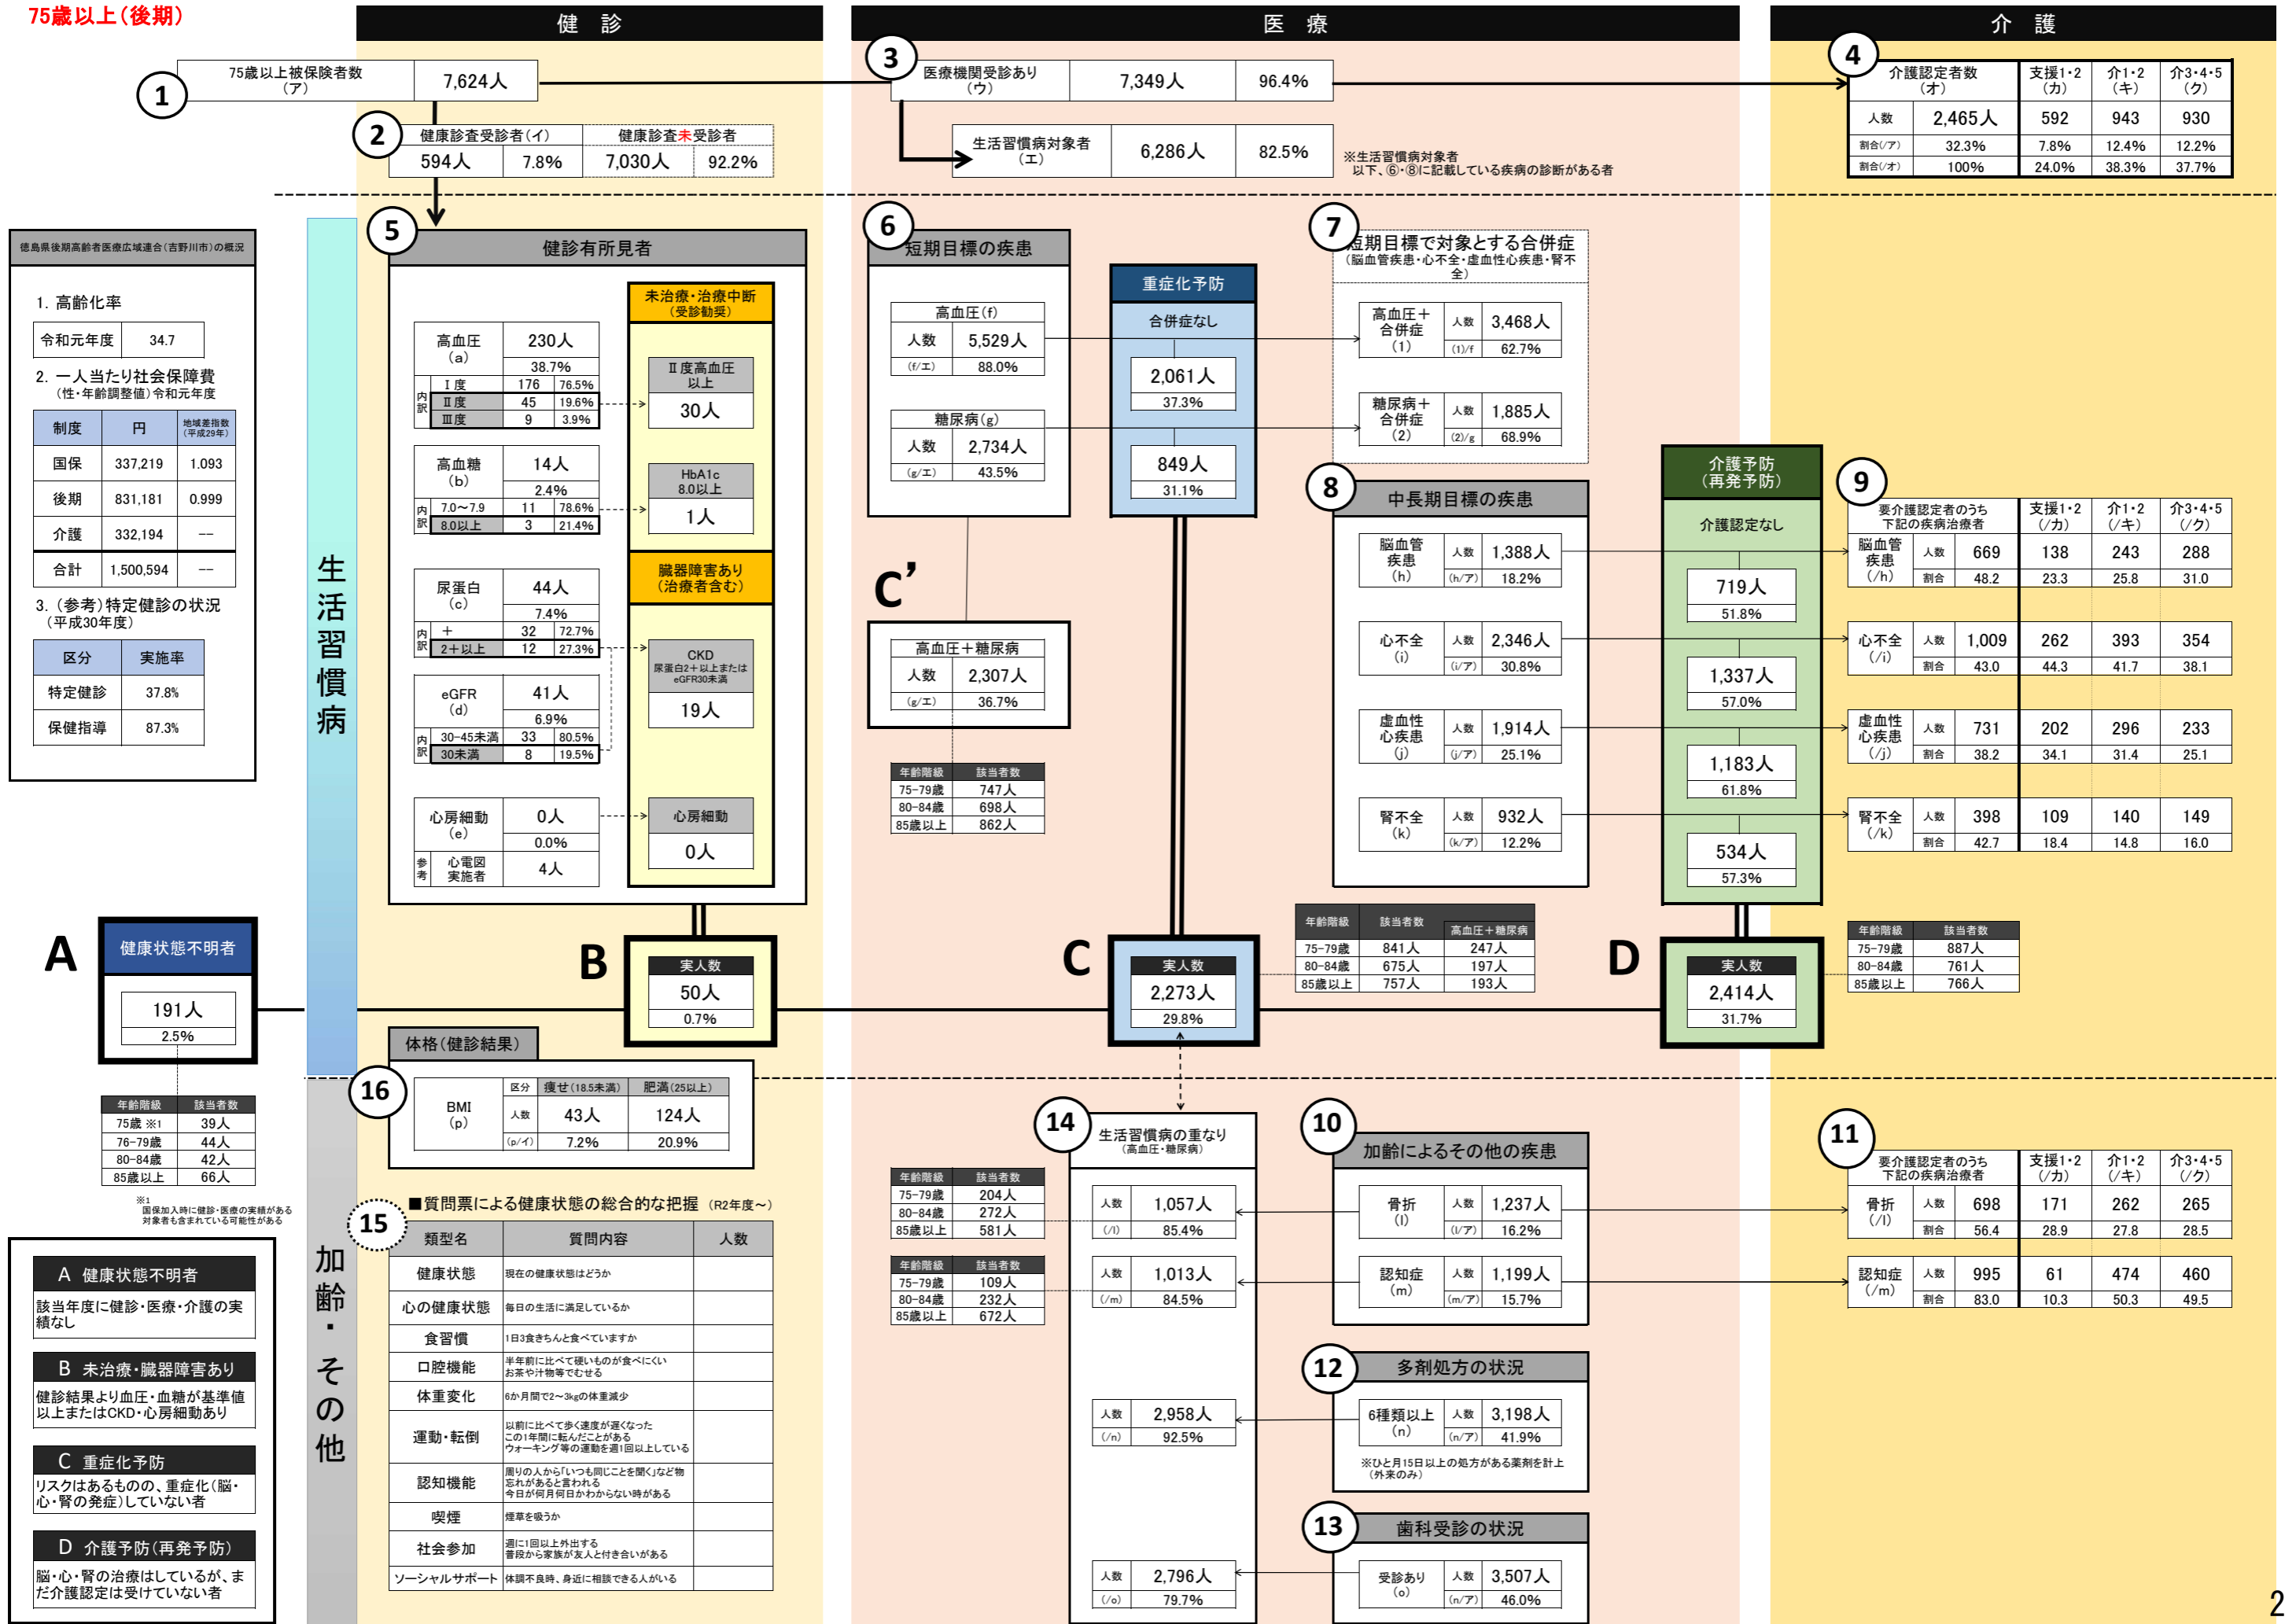 75歳以上(後期)
健 診
医 療
介 護
1
75歳以上被保険者数
(ア)
7,624人
2
健康診査受診者(イ)
健康診査未受診者
594人 7.8% 7,030人 92.2%
3
医療機関受診あり
(ウ)
7,349人 96.4%
生活習慣病対象者
(エ)
6,286人 82.5%
※生活習慣病対象者
以下、⑥・⑧に記載している疾病の診断がある者
4
介護認定者数
(オ)
支援1・2
(カ)
介1・2
(キ)
介3・4・5
(ク)
人数 2,465人 592 943 930
割合(/ア) 32.3% 7.8% 12.4% 12.2%
割合(/オ) 100% 24.0% 38.3% 37.7%
徳島県後期高齢者医療広域連合(吉野川市)の概況
1. 高齢化率
令和元年度 34.7
2. 一人当たり社会保障費
(性・年齢調整値)令和元年度
制度 円 地域差指数
(平成29年)
国保 337,219 1.093
後期 831,181 0.999
介護 332,194 --
合計 1,500,594 --
3. (参考)特定健診の状況
(平成30年度)
区分 実施率
特定健診 37.8%
保健指導 87.3%
生活習慣病
5
健診有所見者
未治療・治療中断
(受診勧奨)
高血圧
(a)
230人
38.7%
内訳
Ⅰ度 176 76.5%
Ⅱ度 45 19.6%
Ⅲ度 9 3.9%
Ⅱ度高血圧
以上
30人
高血糖
(b)
14人
2.4%
内訳
7.0~7.9 11 78.6%
8.0以上 3 21.4%
HbA1c
8.0以上
1人
臓器障害あり
(治療者含む)
尿蛋白
(c)
44人
7.4%
内訳
+ 32 72.7%
2+以上 12 27.3%
CKD
尿蛋白2+以上または
eGFR30未満
19人
eGFR
(d)
41人
6.9%
内訳
30-45未満 33 80.5%
30未満 8 19.5%
心房細動
(e)
0人
0.0%
参考
心電図
実施者
4人
心房細動
0人
6
短期目標の疾患
高血圧(f)
人数 5,529人
(f/エ) 88.0%
糖尿病(g)
人数 2,734人
(g/エ) 43.5%
C’
高血圧+糖尿病
人数 2,307人
(g/エ) 36.7%
年齢階級 該当者数
75-79歳 747人
80-84歳 698人
85歳以上 862人
重症化予防
合併症なし
2,061人
37.3%
849人
31.1%
7
短期目標で対象とする合併症
(脳血管疾患・心不全・虚血性心疾患・腎不
全)
高血圧+
合併症
(1)
人数 3,468人
(1)/f 62.7%
糖尿病+
合併症
(2)
人数 1,885人
(2)/g 68.9%
8
中長期目標の疾患
脳血管
疾患
(h)
人数 1,388人
(h/ア) 18.2%
心不全
(i)
人数 2,346人
(i/ア) 30.8%
虚血性
心疾患
(j)
人数 1,914人
(j/ア) 25.1%
腎不全
(k)
人数 932人
(k/ア) 12.2%
介護予防
(再発予防)
介護認定なし
719人
51.8%
1,337人
57.0%
1,183人
61.8%
534人
57.3%
9
要介護認定者のうち
下記の疾病治療者
支援1・2
(/カ)
介1・2
(/キ)
介3・4・5
(/ク)
脳血管
疾患
(/h)
人数 669 138 243 288
割合 48.2 23.3 25.8 31.0
心不全
(/i)
人数 1,009 262 393 354
割合 43.0 44.3 41.7 38.1
虚血性
心疾患
(/j)
人数 731 202 296 233
割合 38.2 34.1 31.4 25.1
腎不全
(/k)
人数 398 109 140 149
割合 42.7 18.4 14.8 16.0
A
健康状態不明者
191人
2.5%
年齢階級 該当者数
75歳 ※1 39人
76-79歳 44人
80-84歳 42人
85歳以上 66人
※1
国保加入時に健診・医療の実績がある
対象者も含まれている可能性がある
B
実人数
50人
0.7%
C
実人数
2,273人
29.8%
年齢階級 該当者数 高血圧+糖尿病
75-79歳 841人 247人
80-84歳 675人 197人
85歳以上 757人 193人
D
実人数
2,414人
31.7%
年齢階級 該当者数
75-79歳 887人
80-84歳 761人
85歳以上 766人
A 健康状態不明者
該当年度に健診・医療・介護の実
績なし
B 未治療・臓器障害あり
健診結果より血圧・血糖が基準値
以上またはCKD・心房細動あり
C 重症化予防
リスクはあるものの、重症化(脳・
心・腎の発症)していない者
D 介護予防(再発予防)
脳・心・腎の治療はしているが、ま
だ介護認定は受けていない者
加齢・その他
体格(健診結果)
16
BMI
(p)
区分 痩せ(18.5未満) 肥満(25以上)
人数 43人 124人
(p/イ) 7.2% 20.9%
■質問票による健康状態の総合的な把握 (R2年度~)
15
類型名 質問内容 人数
健康状態 現在の健康状態はどうか
心の健康状態 毎日の生活に満足しているか
食習慣 1日3食きちんと食べていますか
口腔機能 半年前に比べて硬いものが食べにくい
お茶や汁物等でむせる
体重変化 6か月間で2~3kgの体重減少
運動・転倒 以前に比べて歩く速度が遅くなった
この1年間に転んだことがある
ウォーキング等の運動を週1回以上している
認知機能 周りの人から「いつも同じことを聞く」など物
忘れがあると言われる
今日が何月何日かわからない時がある
喫煙 煙草を吸うか
社会参加 週に1回以上外出する
普段から家族が友人と付き合いがある
ソーシャルサポート 体調不良時、身近に相談できる人がいる
14
生活習慣病の重なり
(高血圧・糖尿病)
年齢階級 該当者数
75-79歳 204人
80-84歳 272人
85歳以上 581人
人数 1,057人
(/l) 85.4%
年齢階級 該当者数
75-79歳 109人
80-84歳 232人
85歳以上 672人
人数 1,013人
(/m) 84.5%
人数 2,958人
(/n) 92.5%
人数 2,796人
(/o) 79.7%
10
加齢によるその他の疾患
骨折
(l)
人数 1,237人
(l/ア) 16.2%
認知症
(m)
人数 1,199人
(m/ア) 15.7%
12
多剤処方の状況
6種類以上
(n)
人数 3,198人
(n/ア) 41.9%
※ひと月15日以上の処方がある薬剤を計上
(外来のみ)
13
歯科受診の状況
受診あり
(o)
人数 3,507人
(n/ア) 46.0%
11
要介護認定者のうち
下記の疾病治療者
支援1・2
(/カ)
介1・2
(/キ)
介3・4・5
(/ク)
骨折
(/l)
人数 698 171 262 265
割合 56.4 28.9 27.8 28.5
認知症
(/m)
人数 995 61 474 460
割合 83.0 10.3 50.3 49.5
2